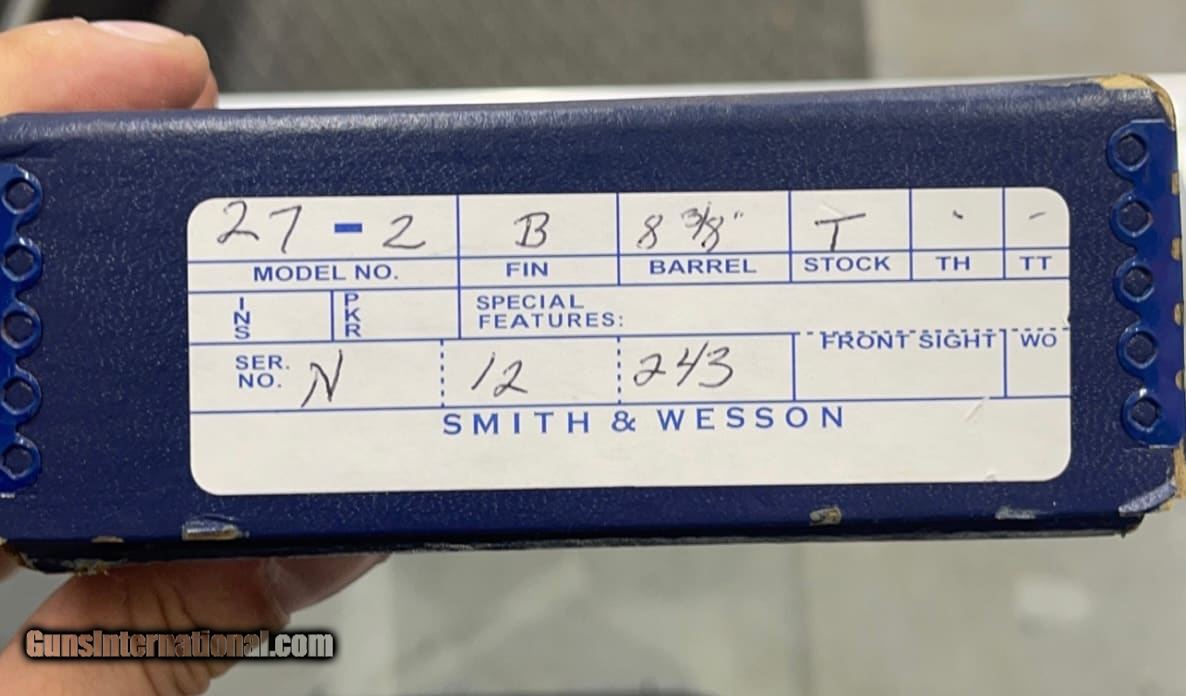 27 - 2 B 8 3/8" T - -
MODEL NO. FIN BARREL STOCK TH TT
INS PKR SPECIAL FEATURES:
SER. NO. N 12 243 FRONT SIGHT WO
SMITH & WESSON
GunsInternational.com